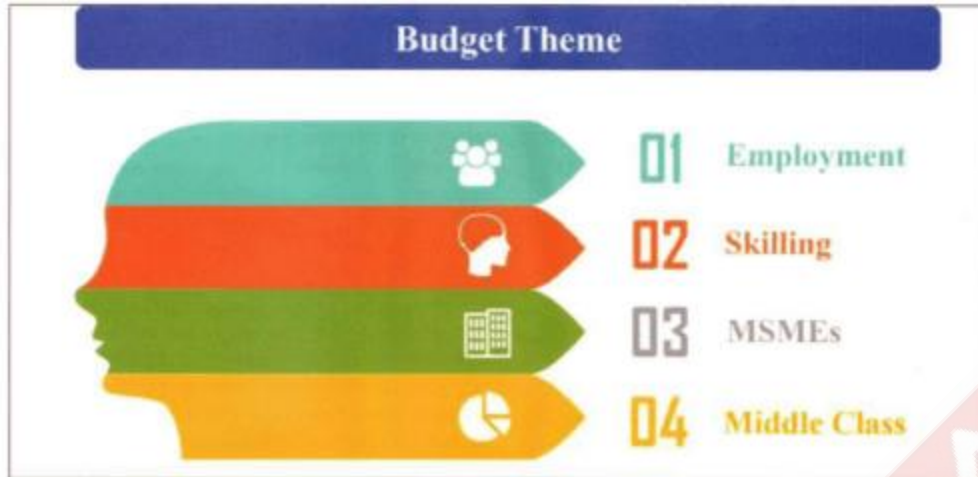 Budget Theme
01 Employment
02 Skilling
03 MSMEs
04 Middle Class